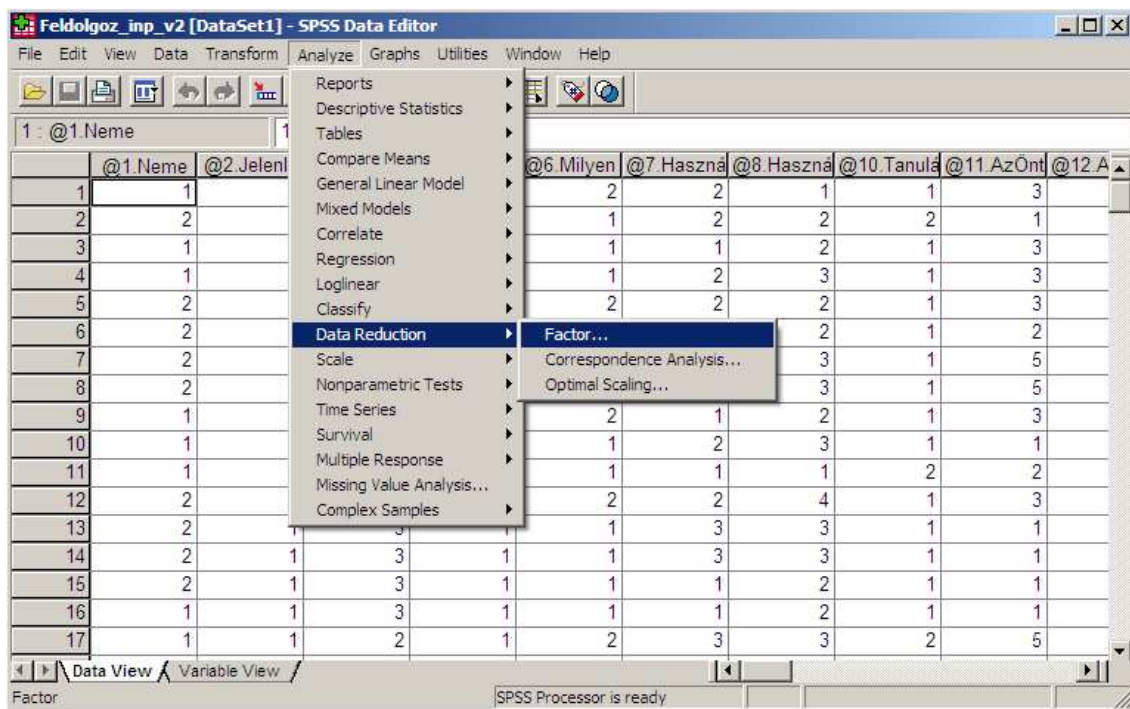 Feldolgoz_inp_v2 [DataSet1] - SPSS Data Editor
File Edit View Data Transform Analyze Graphs Utilities Window Help
1 : @1.Neme 1
@1.Neme @2.Jelenl @6.Milyen @7.Haszná @8.Haszná @10.Tanulá @11.AzÖnt @12.A
Reports
Descriptive Statistics
Tables
Compare Means
General Linear Model
Mixed Models
Correlate
Regression
Loglinear
Classify
Data Reduction
Scale
Nonparametric Tests
Time Series
Survival
Multiple Response
Missing Value Analysis...
Complex Samples
Factor...
Correspondence Analysis...
Optimal Scaling...
1 1 2 2 1 1 3
2 2 1 2 2 2 1
3 1 1 1 2 1 3
4 1 1 2 3 1 3
5 2 2 2 2 1 3
6 2 2 1 2
7 2 3 1 5
8 2 3 1 5
9 1 2 1 2 1 3
10 1 1 2 3 1 1
11 1 1 1 1 2 2
12 2 2 2 4 1 3
13 2 1 3 1 1 3 3 1 1
14 2 1 3 1 1 3 3 1 1
15 2 1 3 1 1 1 2 1 1
16 1 1 3 1 1 1 2 1 1
17 1 1 2 1 2 3 3 2 5
Data View Variable View
Factor SPSS Processor is ready